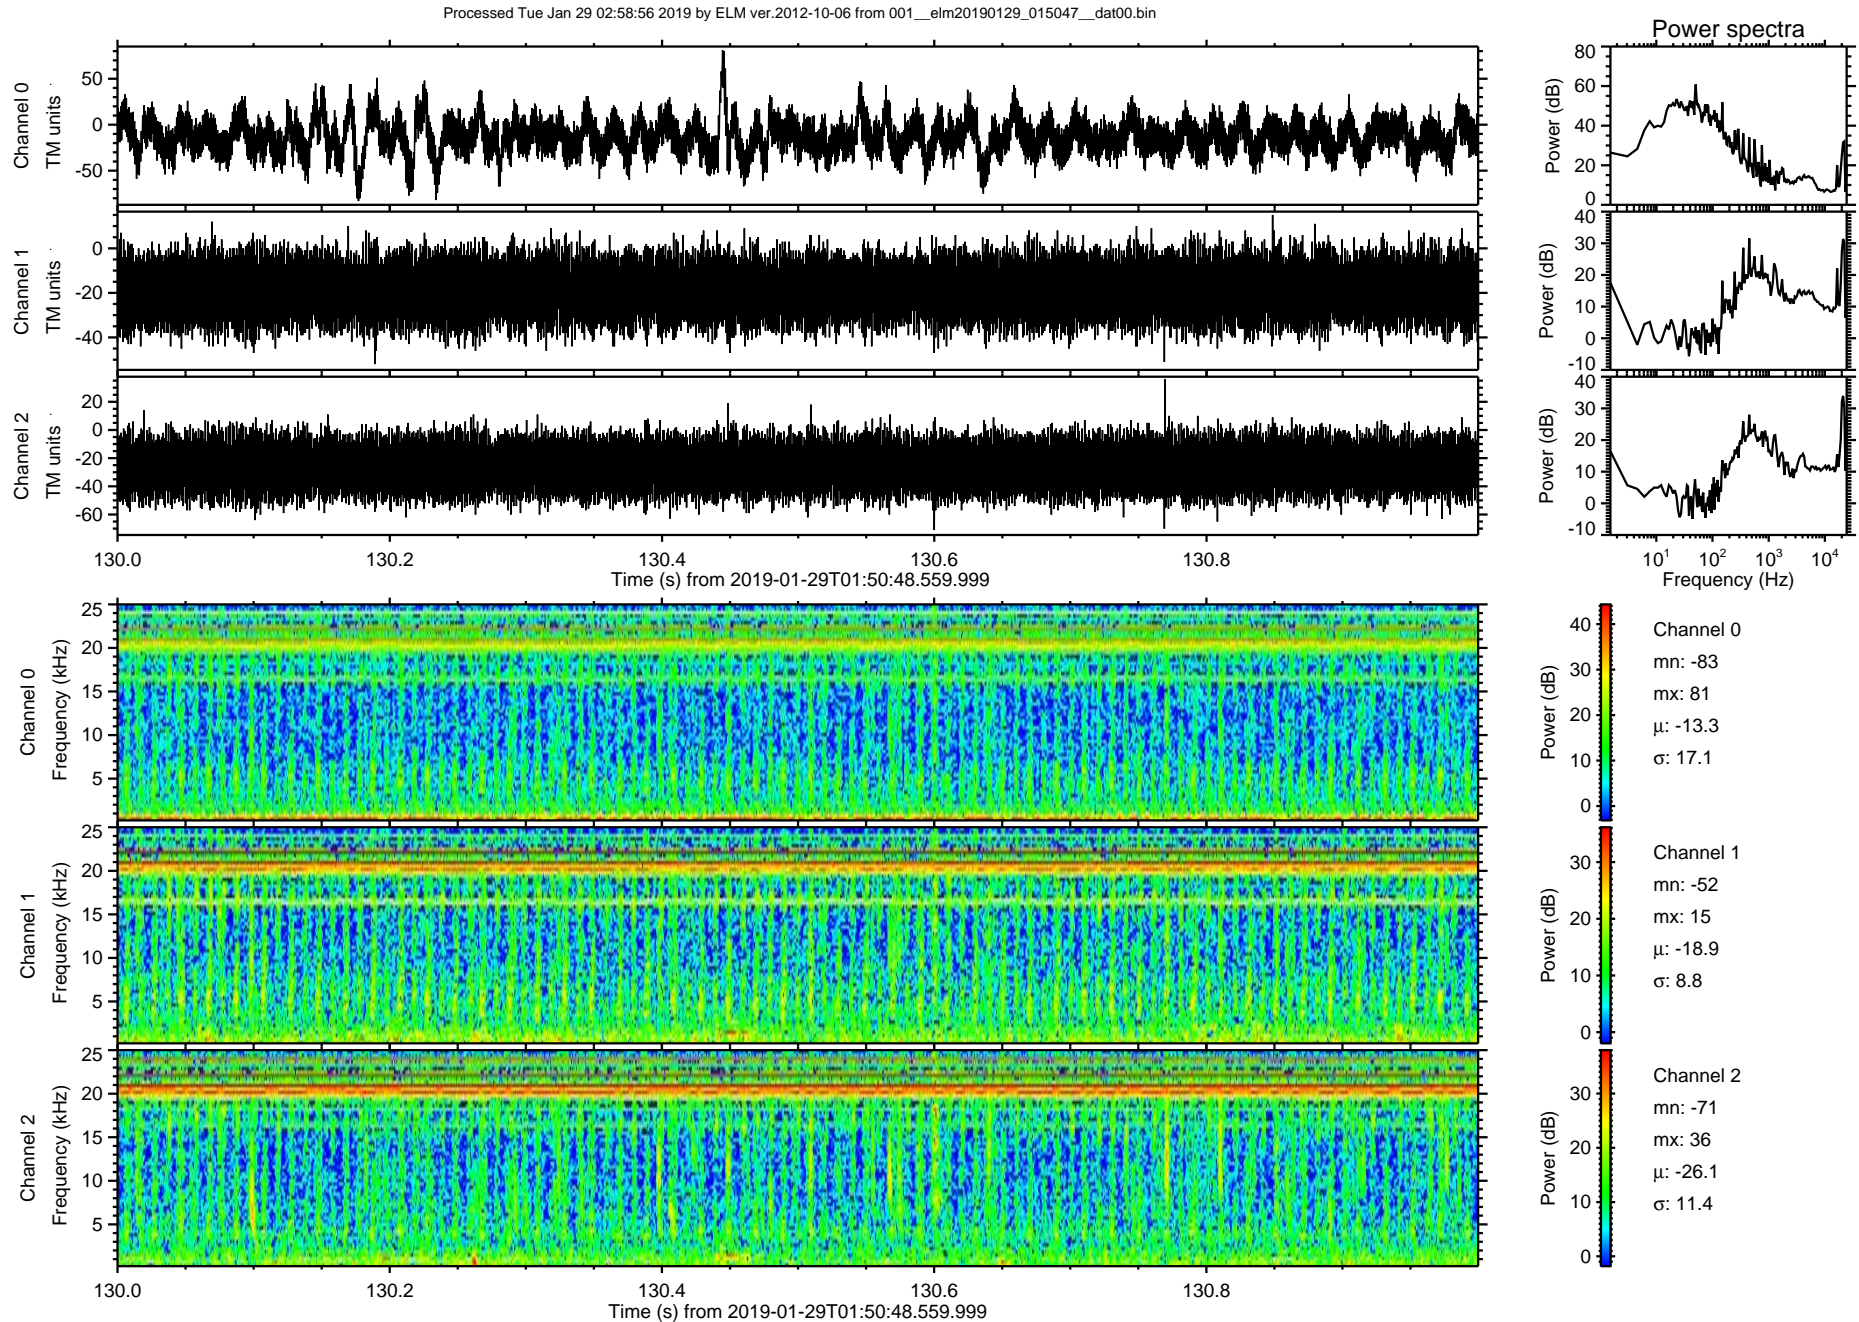 Processed Tue Jan 29 02:58:56 2019 by ELM ver.2012-10-06 from 001__elm20190129_015047__dat00.bin
Power spectra
Channel 0
TM units
50
0
-50
Power (dB)
80
60
40
20
0
Channel 1
TM units
0
-20
-40
Power (dB)
40
30
20
10
0
-10
Channel 2
TM units
20
0
-20
-40
-60
Power (dB)
40
30
20
10
0
-10
130.0 130.2 130.4 130.6 130.8
Time (s) from 2019-01-29T01:50:48.559.999
10^1 10^2 10^3 10^4
Frequency (Hz)
Channel 0
Frequency (kHz)
25
20
15
10
5
Power (dB)
40
30
20
10
0
Channel 0
mn: -83
mx: 81
μ: -13.3
σ: 17.1
Channel 1
Frequency (kHz)
25
20
15
10
5
Power (dB)
30
20
10
0
Channel 1
mn: -52
mx: 15
μ: -18.9
σ: 8.8
Channel 2
Frequency (kHz)
25
20
15
10
5
Power (dB)
30
20
10
0
Channel 2
mn: -71
mx: 36
μ: -26.1
σ: 11.4
130.0 130.2 130.4 130.6 130.8
Time (s) from 2019-01-29T01:50:48.559.999